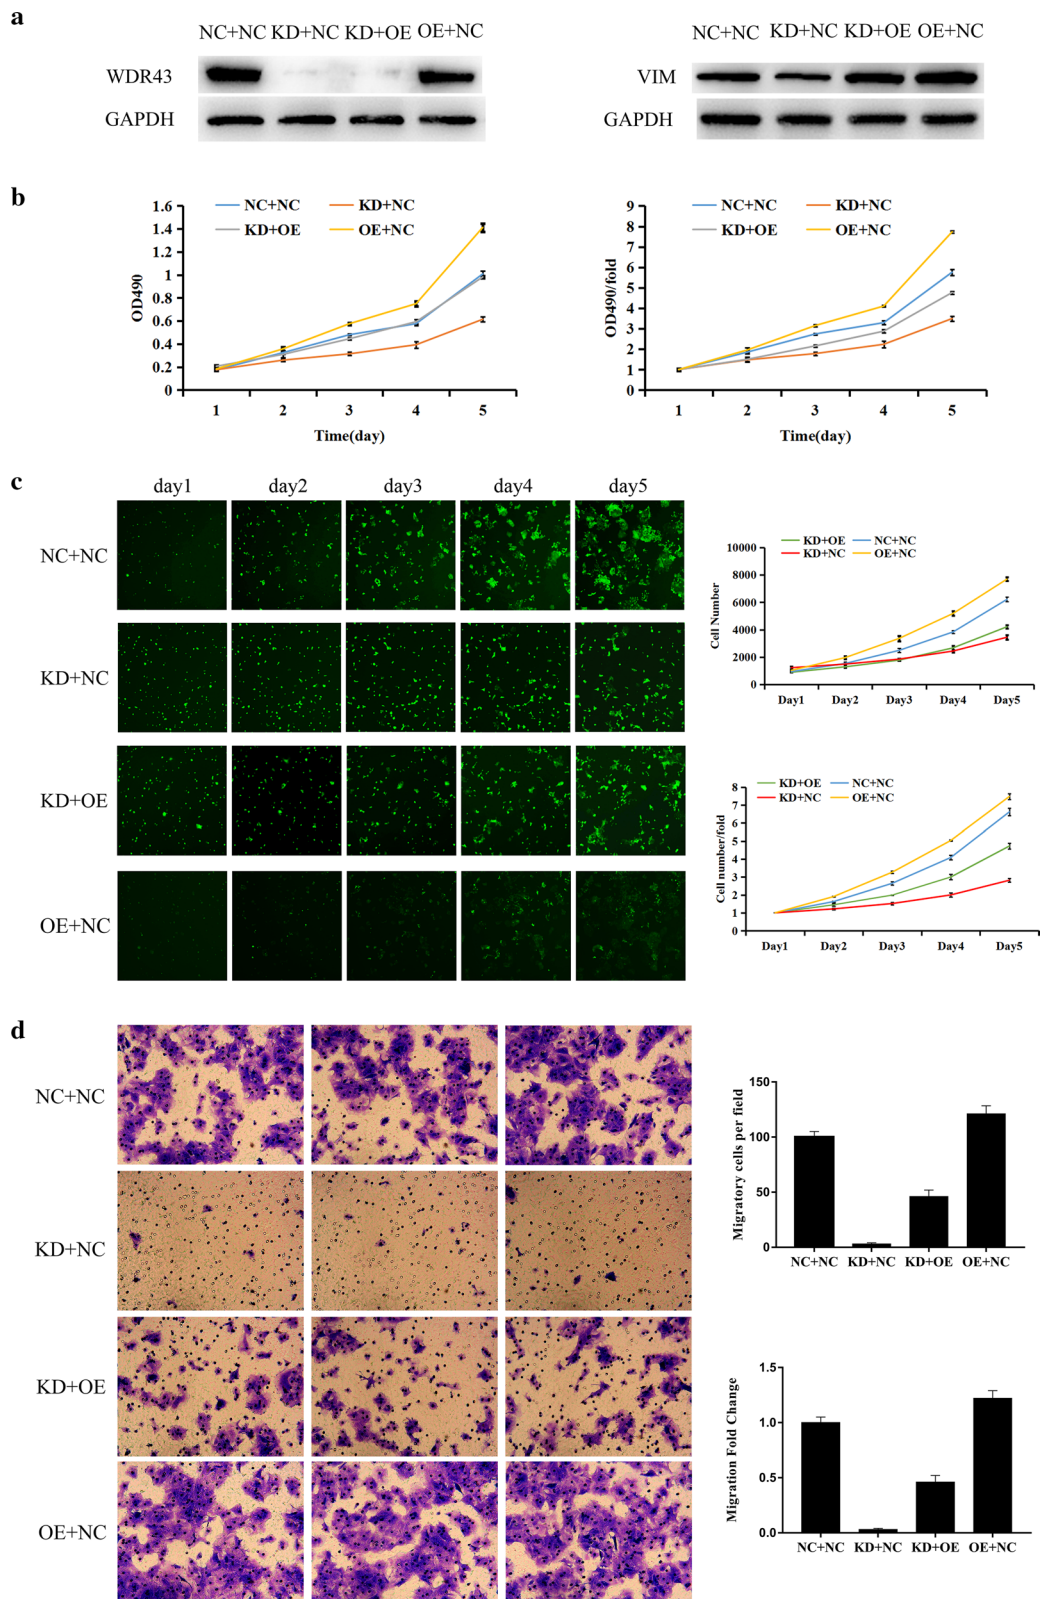 a
NC+NC KD+NC KD+OE OE+NC
WDR43
GAPDH
NC+NC KD+NC KD+OE OE+NC
VIM
GAPDH
b
NC+NC KD+NC
KD+OE OE+NC
OD490
1.6
1.4
1.2
1
0.8
0.6
0.4
0.2
0
1 2 3 4 5
Time(day)
NC+NC KD+NC
KD+OE OE+NC
OD490/fold
9
8
7
6
5
4
3
2
1
0
1 2 3 4 5
Time(day)
c
day1 day2 day3 day4 day5
NC+NC
KD+NC
KD+OE
OE+NC
KD+OE NC+NC
KD+NC OE+NC
Cell Number
10000
8000
6000
4000
2000
0
Day1 Day2 Day3 Day4 Day5
KD+OE NC+NC
KD+NC OE+NC
Cell number/fold
8
7
6
5
4
3
2
1
0
Day1 Day2 Day3 Day4 Day5
d
NC+NC
KD+NC
KD+OE
OE+NC
Migratory cells per field
150
100
50
0
NC+NC KD+NC KD+OE OE+NC
Migration Fold Change
1.5
1.0
0.5
0.0
NC+NC KD+NC KD+OE OE+NC